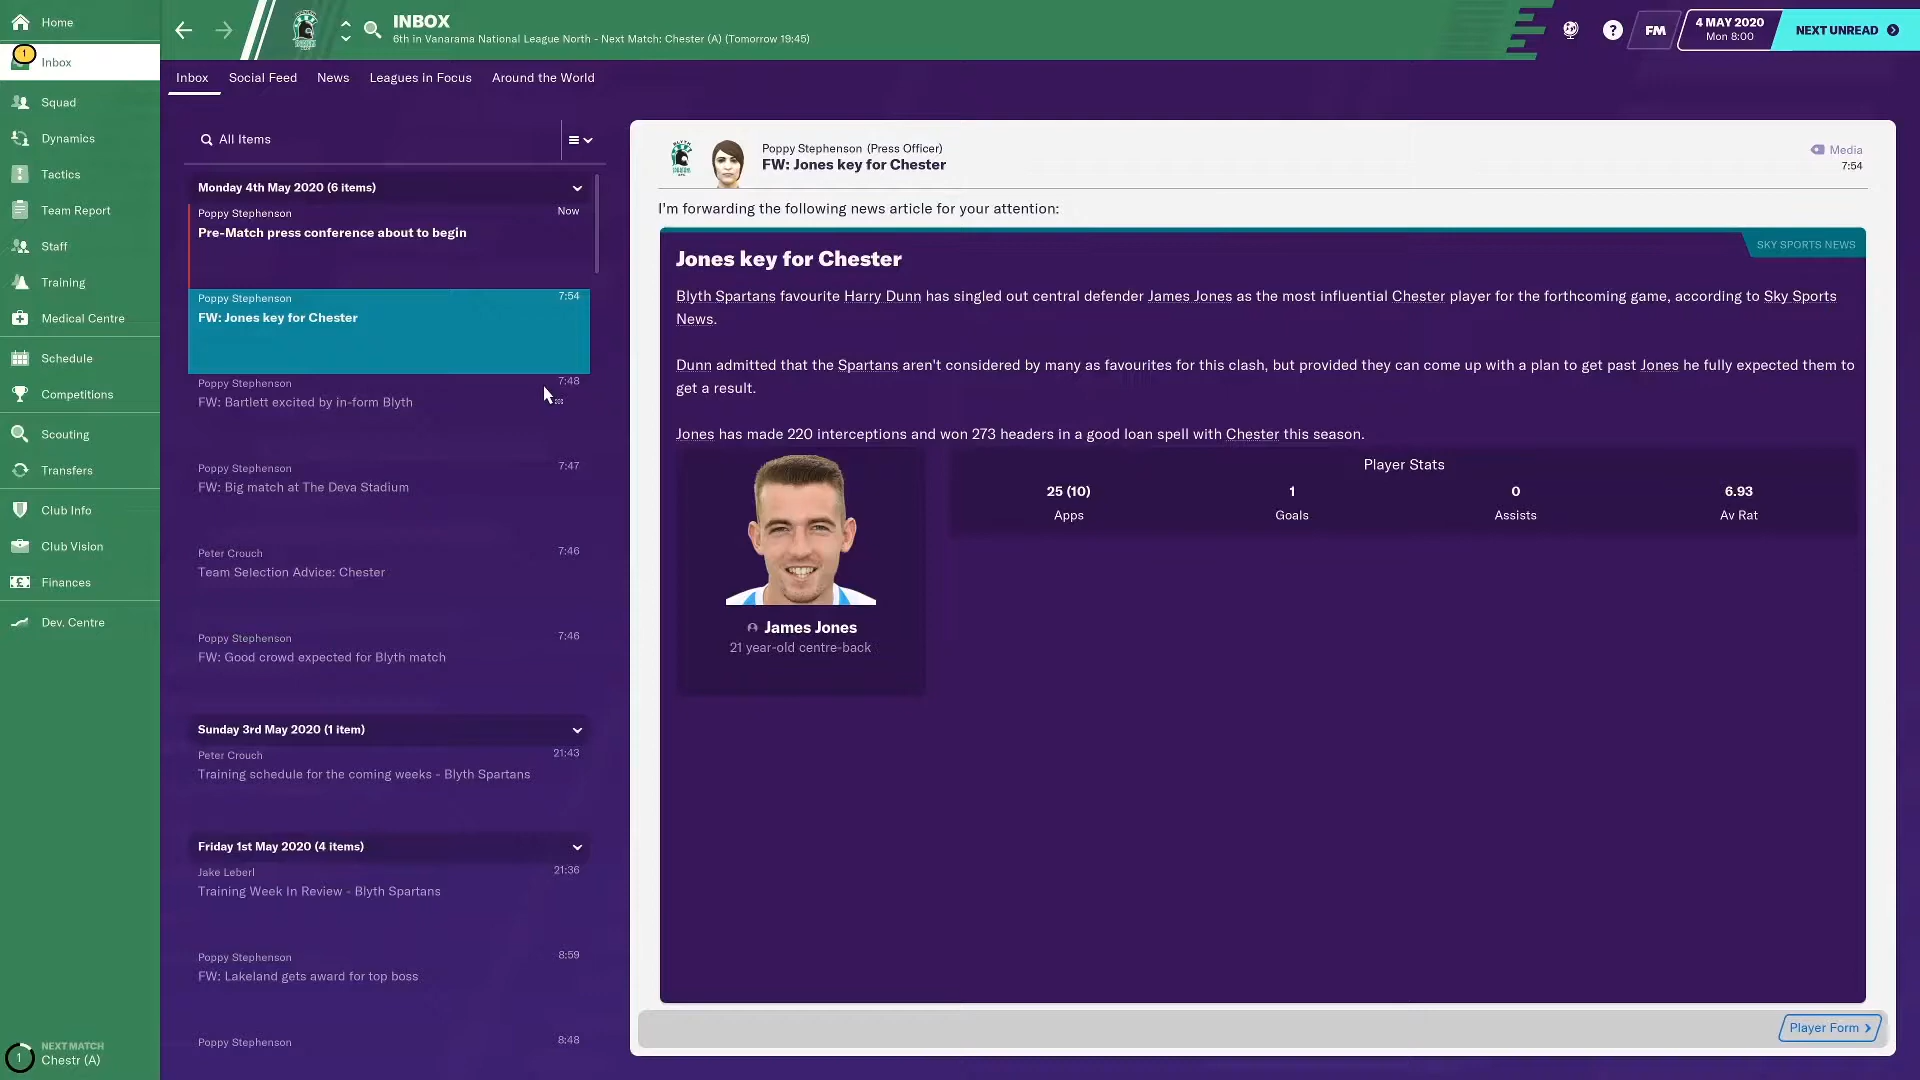 Home
1
Inbox
Squad
Dynamics
Tactics
Team Report
Staff
Training
Medical Centre
Schedule
Competitions
Scouting
Transfers
Club Info
Club Vision
Finances
Dev. Centre
1
NEXT MATCH
Chestr (A)
INBOX
6th in Vanarama National League North - Next Match: Chester (A) (Tomorrow 19:45)
?
FM
4 MAY 2020
Mon 8:00
NEXT UNREAD
Inbox
Social Feed
News
Leagues in Focus
Around the World
All Items
Monday 4th May 2020 (6 items)
Poppy Stephenson Now
Pre-Match press conference about to begin
Poppy Stephenson 7:54
FW: Jones key for Chester
Poppy Stephenson 7:48
FW: Bartlett excited by in-form Blyth
Poppy Stephenson 7:47
FW: Big match at The Deva Stadium
Peter Crouch 7:46
Team Selection Advice: Chester
Poppy Stephenson 7:46
FW: Good crowd expected for Blyth match
Sunday 3rd May 2020 (1 item)
Peter Crouch 21:43
Training schedule for the coming weeks - Blyth Spartans
Friday 1st May 2020 (4 items)
Jake Leberl 21:36
Training Week In Review - Blyth Spartans
Poppy Stephenson 8:59
FW: Lakeland gets award for top boss
Poppy Stephenson 8:48
Poppy Stephenson (Press Officer)
FW: Jones key for Chester
Media
7:54
I'm forwarding the following news article for your attention:
SKY SPORTS NEWS
Jones key for Chester
Blyth Spartans favourite Harry Dunn has singled out central defender James Jones as the most influential Chester player for the forthcoming game, according to Sky Sports
News.
Dunn admitted that the Spartans aren't considered by many as favourites for this clash, but provided they can come up with a plan to get past Jones he fully expected them to
get a result.
Jones has made 220 interceptions and won 273 headers in a good loan spell with Chester this season.
James Jones
21 year-old centre-back
Player Stats
25 (10) 1 0 6.93
Apps Goals Assists Av Rat
Player Form